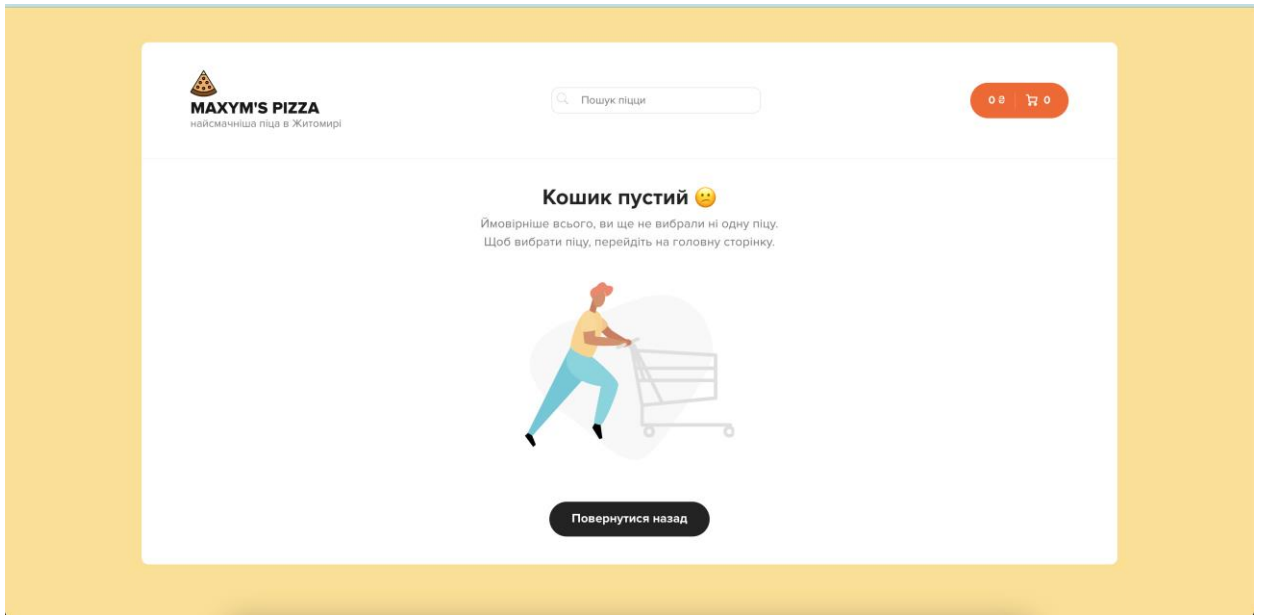 MAXYM'S PIZZA
найсмачніша піца в Житомирі
Пошук піцци
0 ₴ 0
Кошик пустий 😕
Ймовірніше всього, ви ще не вибрали ні одну піцу.
Щоб вибрати піцу, перейдіть на головну сторінку.
Повернутися назад